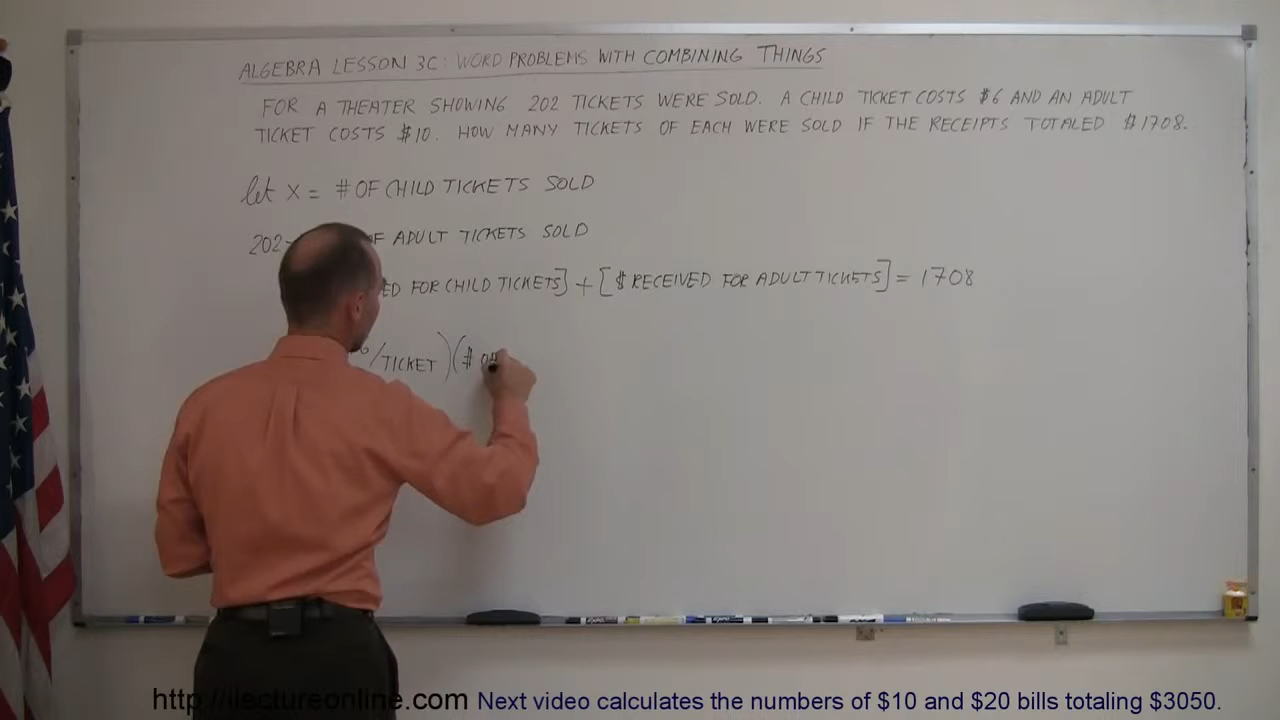 ALGEBRA LESSON 3C: WORD PROBLEMS WITH COMBINING THINGS
FOR A THEATER SHOWING 202 TICKETS WERE SOLD. A CHILD TICKET COSTS $6 AND AN ADULT
TICKET COSTS $10. HOW MANY TICKETS OF EACH WERE SOLD IF THE RECEIPTS TOTALED $1708.
let X = # OF CHILD TICKETS SOLD
202- OF ADULT TICKETS SOLD
FOR CHILD TICKETS] + [$ RECEIVED FOR ADULT TICKETS] = 1708
/TICKET)(#
http://ilectureonline.com Next video calculates the numbers of $10 and $20 bills totaling $3050.